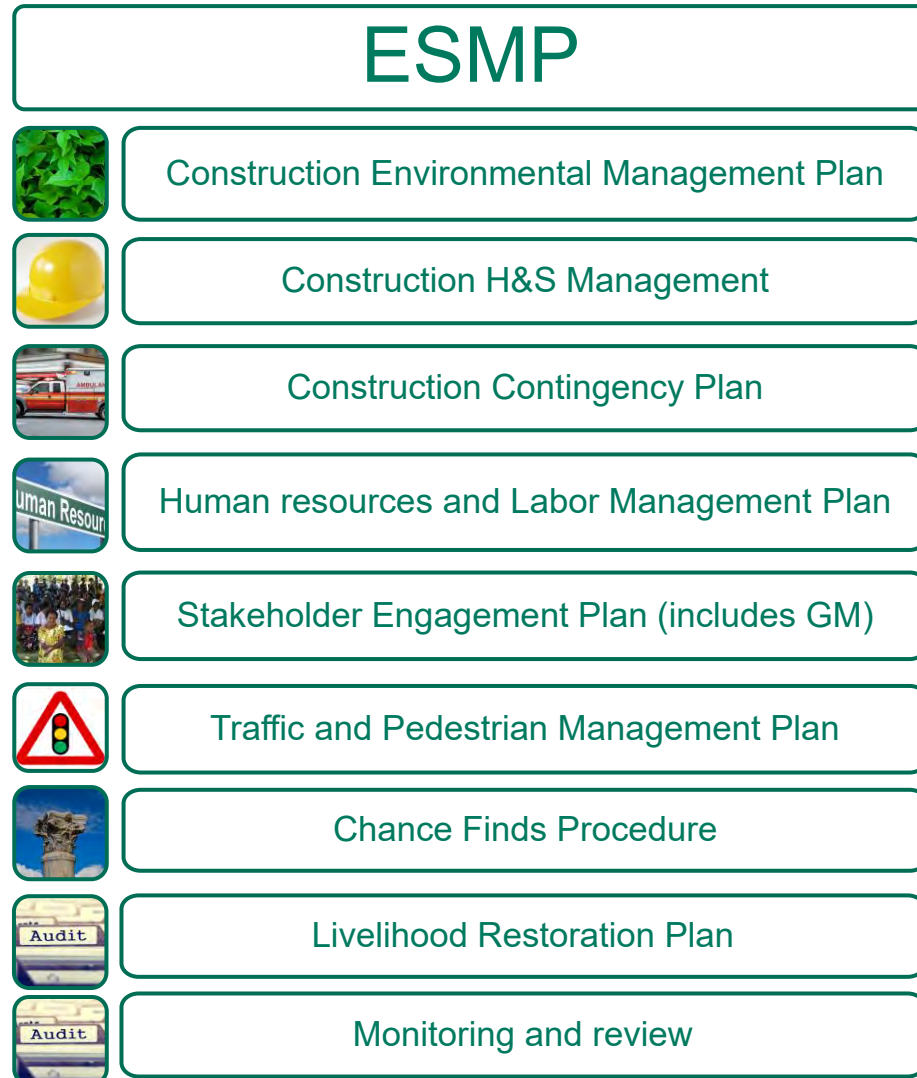 ESMP
Construction Environmental Management Plan
Construction H&S Management
Construction Contingency Plan
Human resources and Labor Management Plan
Stakeholder Engagement Plan (includes GM)
Traffic and Pedestrian Management Plan
Chance Finds Procedure
Audit
Livelihood Restoration Plan
Audit
Monitoring and review